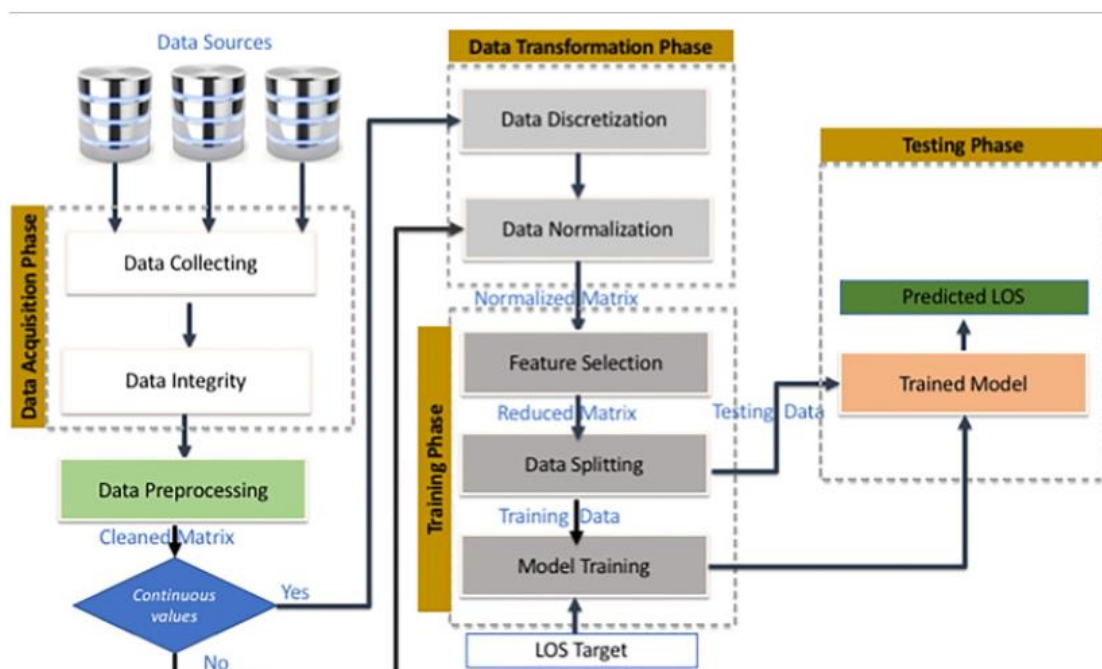 Data Sources
Data Acquisition Phase
Data Collecting
Data Integrity
Data Preprocessing
Cleaned Matrix
Continuous
values
Yes
No
Data Transformation Phase
Data Discretization
Data Normalization
Normalized Matrix
Training Phase
Feature Selection
Reduced Matrix
Data Splitting
Training Data
Model Training
LOS Target
Testing Data
Testing Phase
Predicted LOS
Trained Model